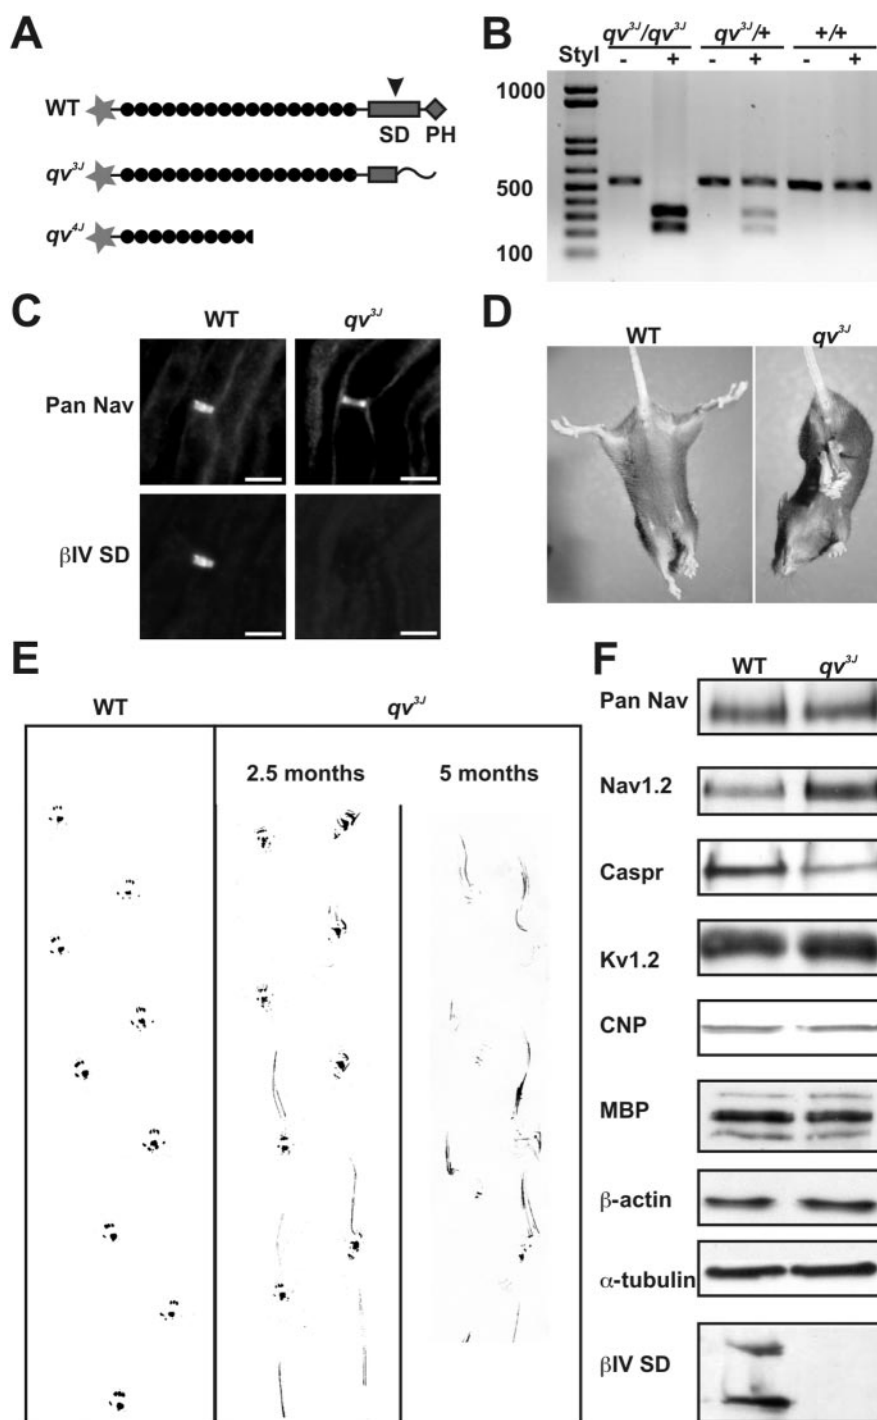 A
WT
SD
PH
qv3J
qv4J
B
qv3J/qv3J
qv3J/+
+/+
StyI
-
+
-
+
-
+
1000
500
100
C
WT
qv3J
Pan Nav
βIV SD
D
WT
qv3J
E
WT
qv3J
2.5 months
5 months
F
WT
qv3J
Pan Nav
Nav1.2
Caspr
Kv1.2
CNP
MBP
β-actin
α-tubulin
βIV SD